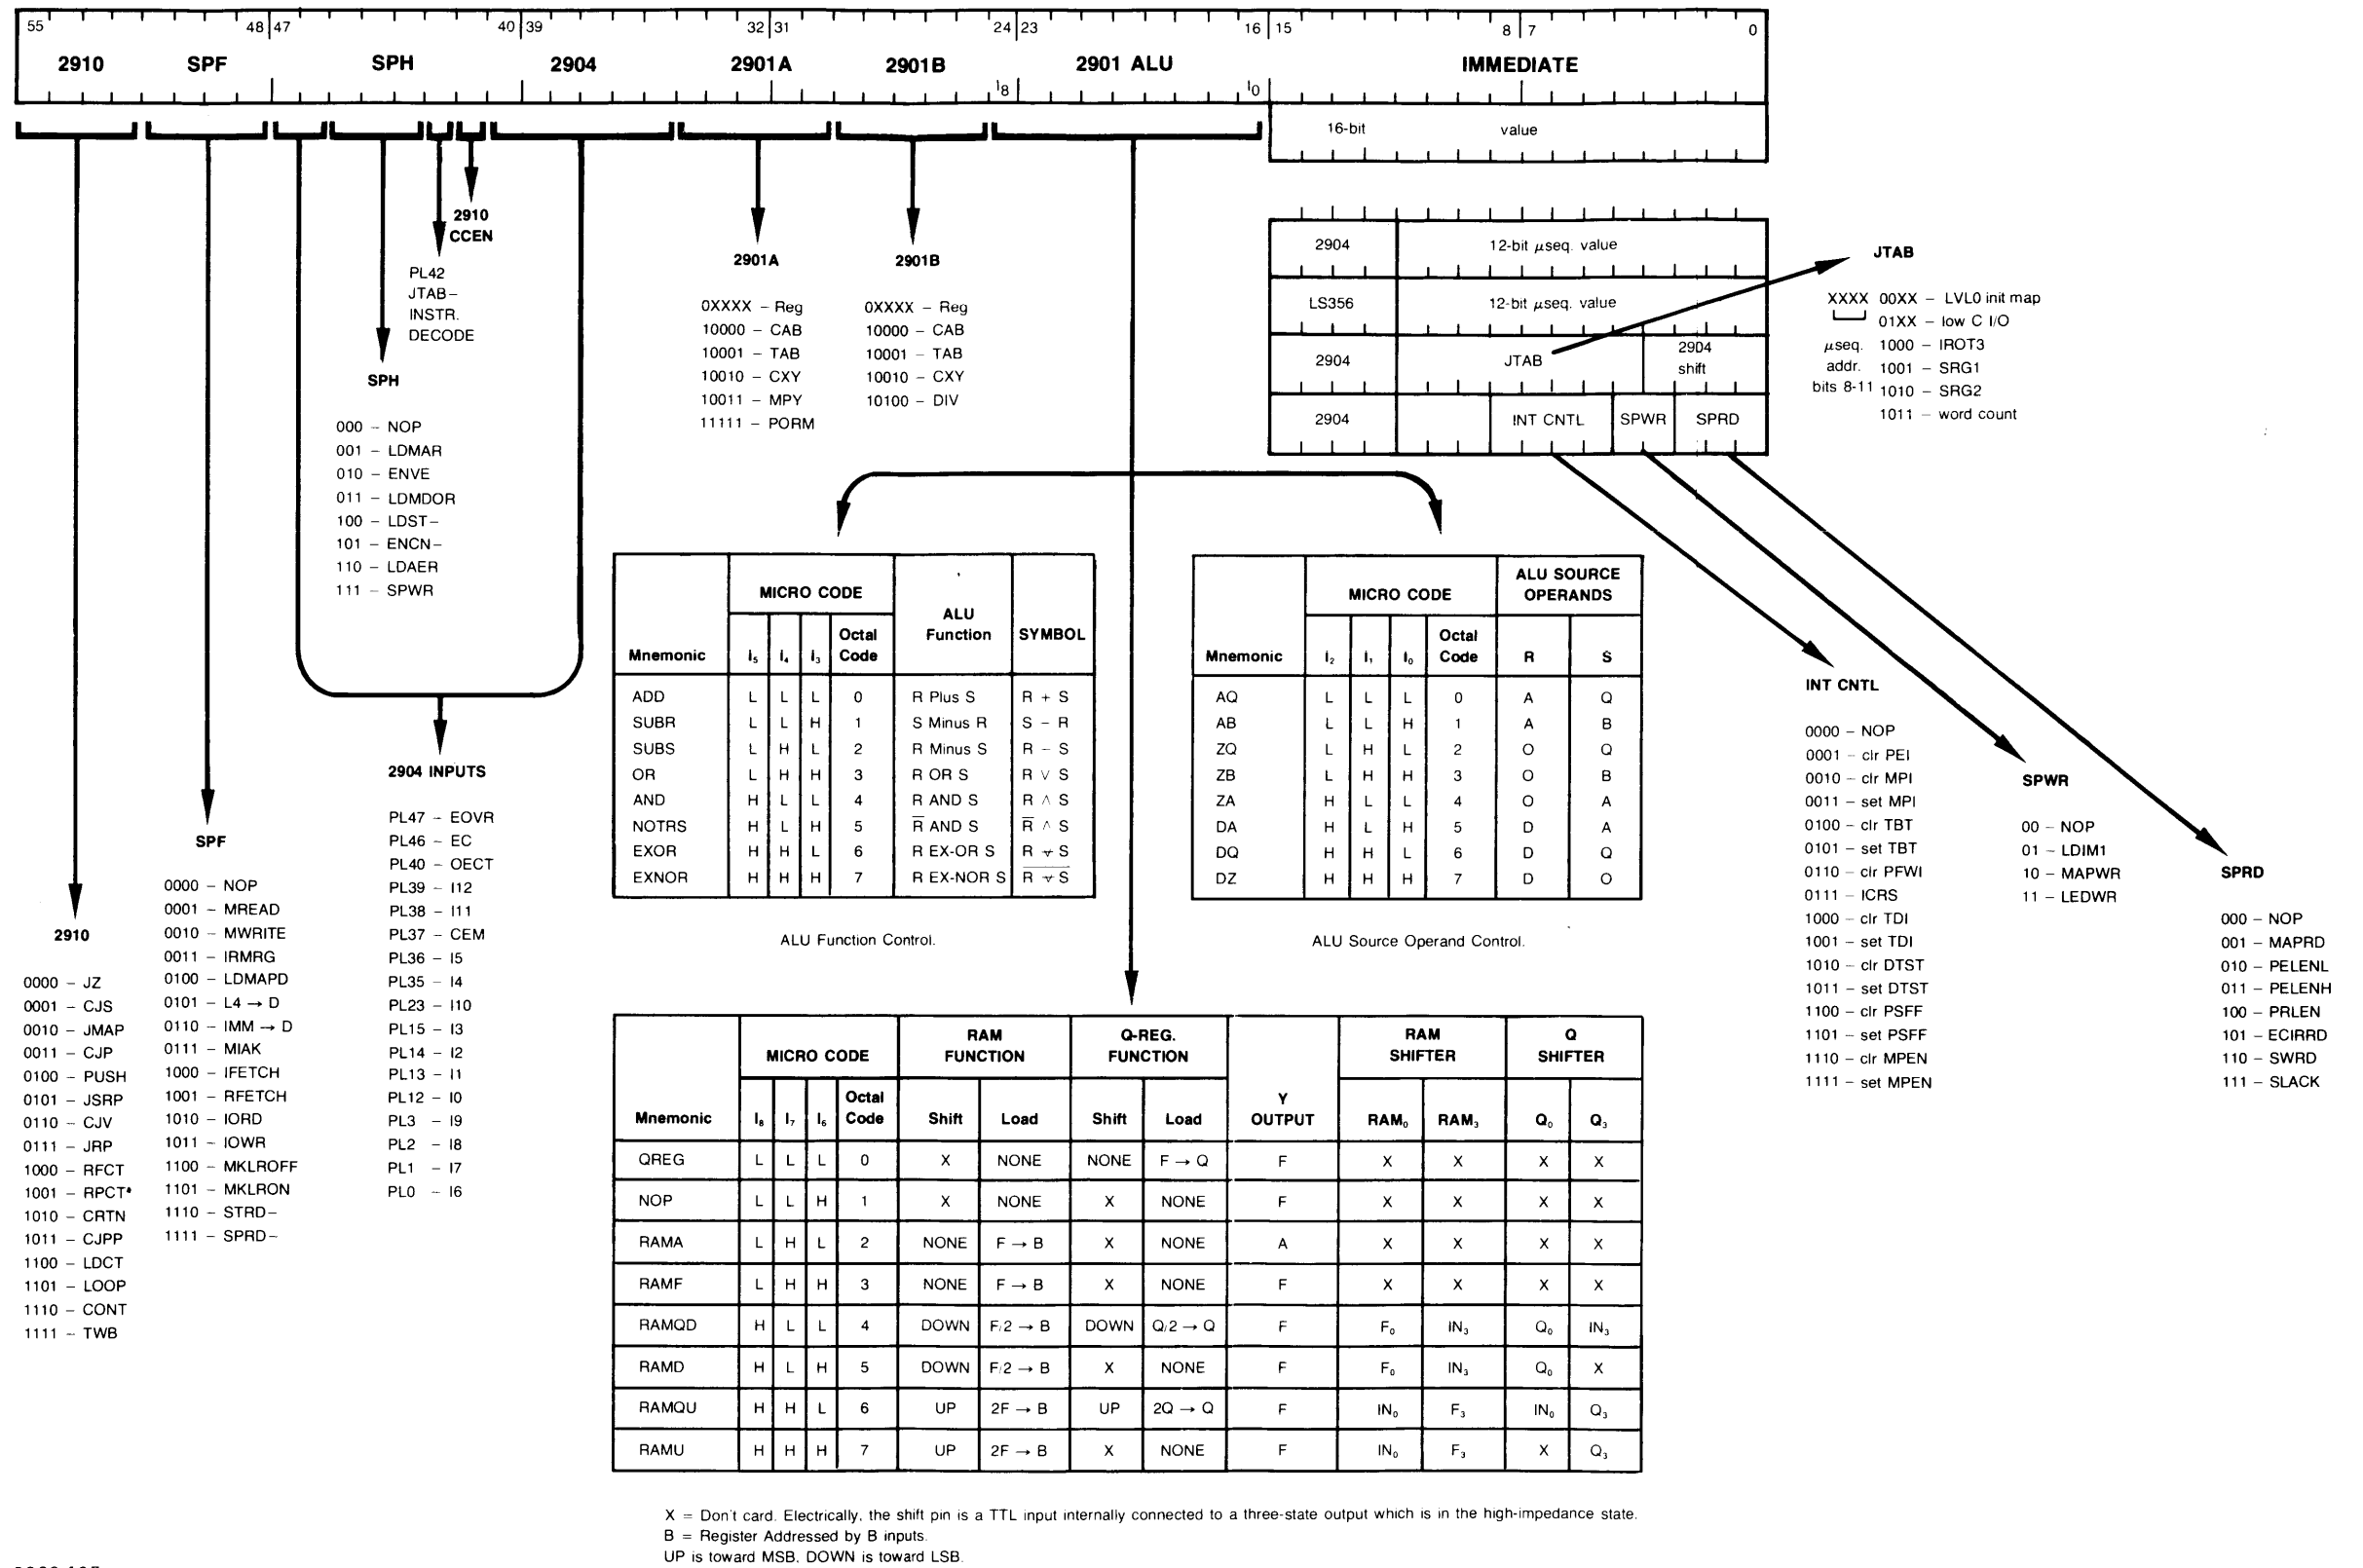 55 48 47 40 39 32 31 24 23 16 15 8 7 0
2910 SPF SPH 2904 2901A 2901B 2901 ALU IMMEDIATE
I8 I0
16-bit value
2904 12-bit μseq. value
LS356 12-bit μseq. value
2904 JTAB 2904 shift
2904 INT CNTL SPWR SPRD
JTAB
XXXX 00XX – LVL0 init map
01XX – low C I/O
μseq. 1000 – IROT3
addr. 1001 – SRG1
bits 8-11 1010 – SRG2
1011 – word count
2910
CCEN
PL42
JTAB–
INSTR.
DECODE
SPH
000 – NOP
001 – LDMAR
010 – ENVE
011 – LDMDOR
100 – LDST–
101 – ENCN–
110 – LDAER
111 – SPWR
2901A
0XXXX – Reg
10000 – CAB
10001 – TAB
10010 – CXY
10011 – MPY
11111 – PORM
2901B
0XXXX – Reg
10000 – CAB
10001 – TAB
10010 – CXY
10100 – DIV
2910
0000 – JZ
0001 – CJS
0010 – JMAP
0011 – CJP
0100 – PUSH
0101 – JSRP
0110 – CJV
0111 – JRP
1000 – RFCT
1001 – RPCT*
1010 – CRTN
1011 – CJPP
1100 – LDCT
1101 – LOOP
1110 – CONT
1111 – TWB
SPF
0000 – NOP
0001 – MREAD
0010 – MWRITE
0011 – IRMRG
0100 – LDMAPD
0101 – L4 → D
0110 – IMM → D
0111 – MIAK
1000 – IFETCH
1001 – RFETCH
1010 – IORD
1011 – IOWR
1100 – MKLROFF
1101 – MKLRON
1110 – STRD–
1111 – SPRD–
2904 INPUTS
PL47 – EOVR
PL46 – EC
PL40 – OECT
PL39 – I12
PL38 – I11
PL37 – CEM
PL36 – I5
PL35 – I4
PL23 – I10
PL15 – I3
PL14 – I2
PL13 – I1
PL12 – I0
PL3 – I9
PL2 – I8
PL1 – I7
PL0 – I6
MICRO CODE
Mnemonic I5 I4 I3 Octal Code ALU Function SYMBOL
ADD L L L 0 R Plus S R + S
SUBR L L H 1 S Minus R S – R
SUBS L H L 2 R Minus S R – S
OR L H H 3 R OR S R ∨ S
AND H L L 4 R AND S R ∧ S
NOTRS H L H 5 R̅ AND S R̅ ∧ S
EXOR H H L 6 R EX-OR S R ⊻ S
EXNOR H H H 7 R EX-NOR S R̅ ⊻̅ S̅
ALU Function Control.
MICRO CODE ALU SOURCE OPERANDS
Mnemonic I2 I1 I0 Octal Code R S
AQ L L L 0 A Q
AB L L H 1 A B
ZQ L H L 2 O Q
ZB L H H 3 O B
ZA H L L 4 O A
DA H L H 5 D A
DQ H H L 6 D Q
DZ H H H 7 D O
ALU Source Operand Control.
MICRO CODE RAM FUNCTION Q-REG. FUNCTION Y OUTPUT RAM SHIFTER Q SHIFTER
Mnemonic I8 I7 I6 Octal Code Shift Load Shift Load RAM0 RAM3 Q0 Q3
QREG L L L 0 X NONE NONE F → Q F X X X X
NOP L L H 1 X NONE X NONE F X X X X
RAMA L H L 2 NONE F → B X NONE A X X X X
RAMF L H H 3 NONE F → B X NONE F X X X X
RAMQD H L L 4 DOWN F/2 → B DOWN Q/2 → Q F F0 IN3 Q0 IN3
RAMD H L H 5 DOWN F/2 → B X NONE F F0 IN3 Q0 X
RAMQU H H L 6 UP 2F → B UP 2Q → Q F IN0 F3 IN0 Q3
RAMU H H H 7 UP 2F → B X NONE F IN0 F3 X Q3
X = Don't card. Electrically, the shift pin is a TTL input internally connected to a three-state output which is in the high-impedance state.
B = Register Addressed by B inputs.
UP is toward MSB, DOWN is toward LSB.
INT CNTL
0000 – NOP
0001 – clr PEI
0010 – clr MPI
0011 – set MPI
0100 – clr TBT
0101 – set TBT
0110 – clr PFWI
0111 – ICRS
1000 – clr TDI
1001 – set TDI
1010 – clr DTST
1011 – set DTST
1100 – clr PSFF
1101 – set PSFF
1110 – clr MPEN
1111 – set MPEN
SPWR
00 – NOP
01 – LDIM1
10 – MAPWR
11 – LEDWR
SPRD
000 – NOP
001 – MAPRD
010 – PELENL
011 – PELENH
100 – PRLEN
101 – ECIRRD
110 – SWRD
111 – SLACK